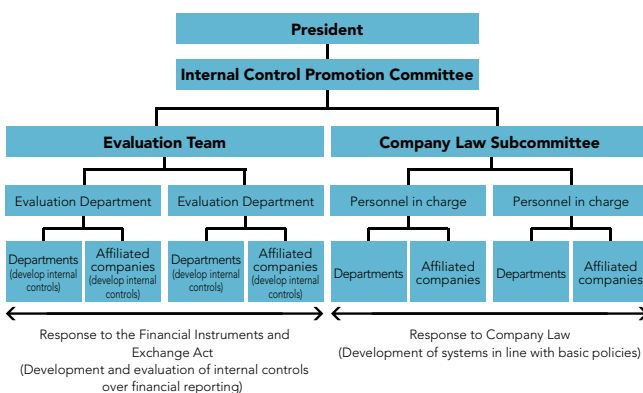 President
Internal Control Promotion Committee
Evaluation Team
Company Law Subcommittee
Evaluation Department
Evaluation Department
Personnel in charge
Personnel in charge
Departments
(develop internal
controls)
Affiliated
companies
(develop internal
controls)
Departments
(develop internal
controls)
Affiliated
companies
(develop internal
controls)
Departments
Affiliated
companies
Departments
Affiliated
companies
Response to the Financial Instruments and
Exchange Act
(Development and evaluation of internal controls
over financial reporting)
Response to Company Law
(Development of systems in line with basic policies)